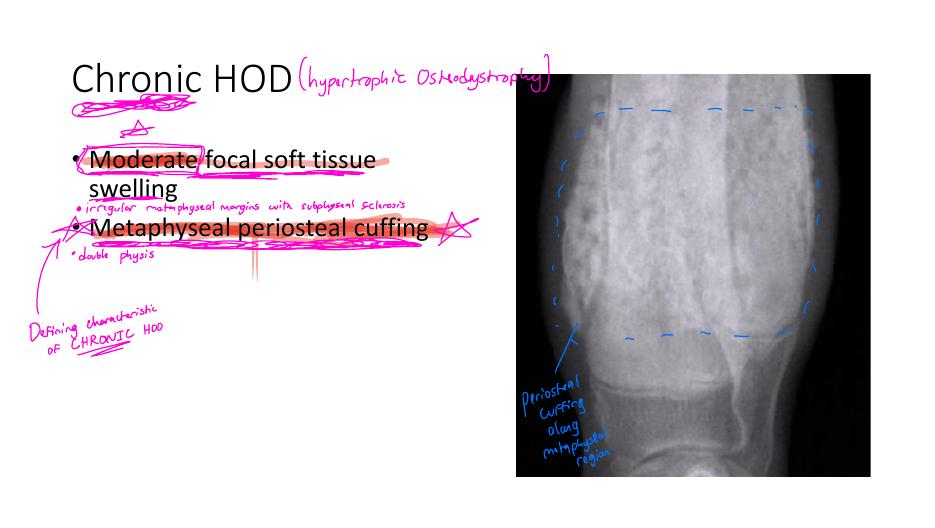 Chronic HOD (hypertrophic Osteodystrophy)
• Moderate focal soft tissue
swelling
• irregular metaphyseal margins with subphyseal sclerosis
• Metaphyseal periosteal cuffing
• double physis
Defining characteristic
OF CHRONIC HOD
Periosteal
cuffing
along
metaphyseal
region